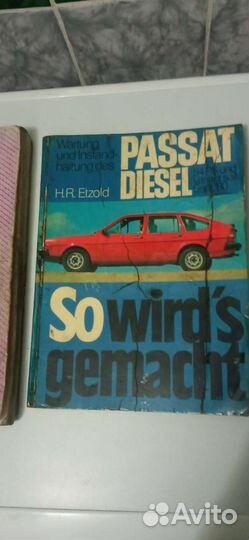 Wartung
und Instand-
haltung des
PASSAT
DIESEL
H.R. Etzold
So wird's
gemacht
Avito